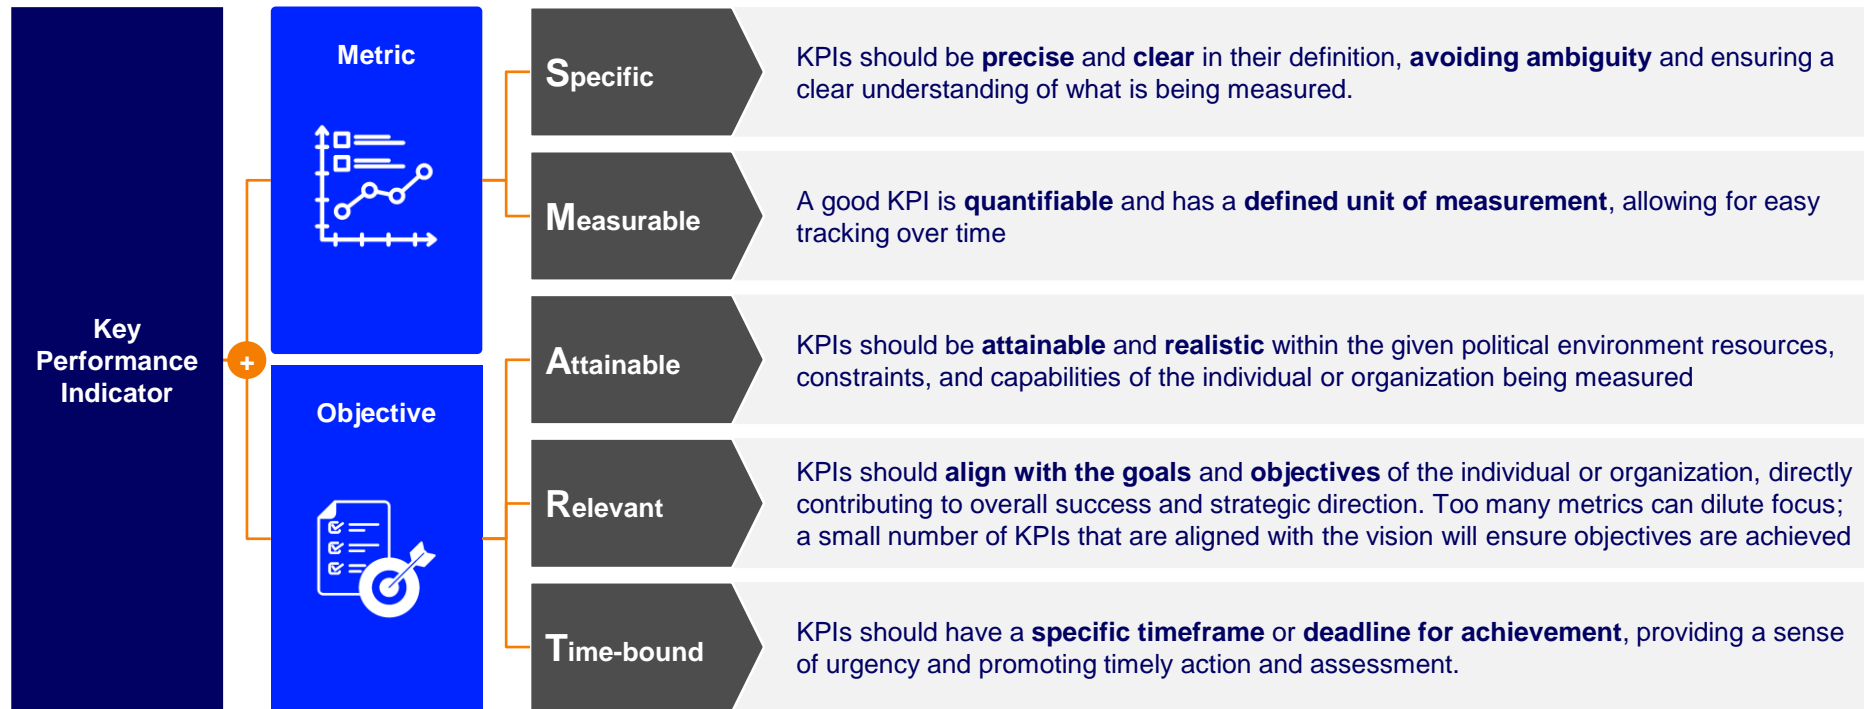 Key
Performance
Indicator
+
Metric
Objective
Specific
KPIs should be precise and clear in their definition, avoiding ambiguity and ensuring a
clear understanding of what is being measured.
Measurable
A good KPI is quantifiable and has a defined unit of measurement, allowing for easy
tracking over time
Attainable
KPIs should be attainable and realistic within the given political environment resources,
constraints, and capabilities of the individual or organization being measured
Relevant
KPIs should align with the goals and objectives of the individual or organization, directly
contributing to overall success and strategic direction. Too many metrics can dilute focus;
a small number of KPIs that are aligned with the vision will ensure objectives are achieved
Time-bound
KPIs should have a specific timeframe or deadline for achievement, providing a sense
of urgency and promoting timely action and assessment.